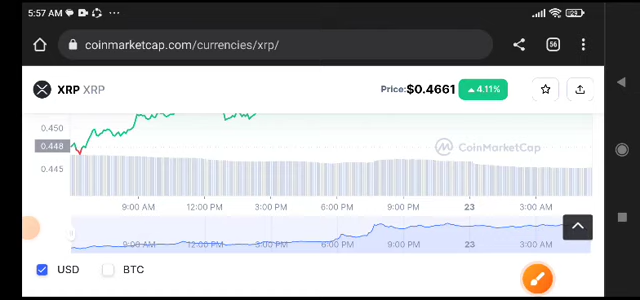 5:57 AM
29
coinmarketcap.com/currencies/xrp/
56
XRP XRP
Price:$0.4661 4.11%
0.450
0.448
0.445
CoinMarketCap
9:00 AM 12:00 PM 3:00 PM 6:00 PM 9:00 PM 23 3:00 AM
9:00 AM 12:00 PM 3:00 PM 6:00 PM 9:00 PM 23 3:00 AM
USD BTC